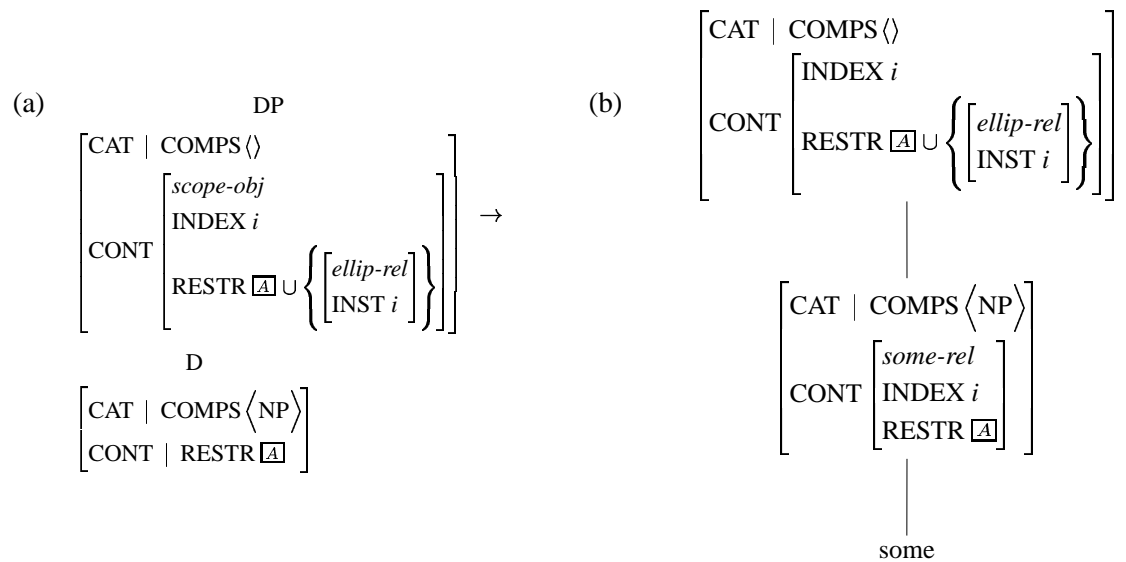 (a) DP
CAT | COMPS ⟨⟩
scope-obj
INDEX i
CONT
RESTR A ∪ { ellip-rel
INST i }
→
D
CAT | COMPS ⟨NP⟩
CONT | RESTR A
(b)
CAT | COMPS ⟨⟩
INDEX i
CONT
RESTR A ∪ { ellip-rel
INST i }
CAT | COMPS ⟨NP⟩
some-rel
CONT INDEX i
RESTR A
some